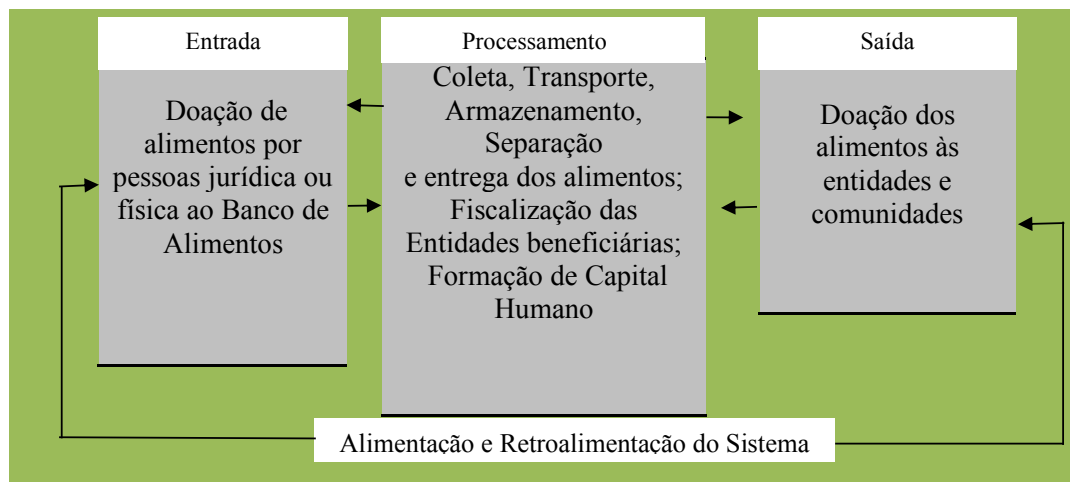 Entrada
Doação de
alimentos por
pessoas jurídica ou
física ao Banco de
Alimentos
Processamento
Coleta, Transporte,
Armazenamento,
Separação
e entrega dos alimentos;
Fiscalização das
Entidades beneficiárias;
Formação de Capital
Humano
Saída
Doação dos
alimentos às
entidades e
comunidades
Alimentação e Retroalimentação do Sistema